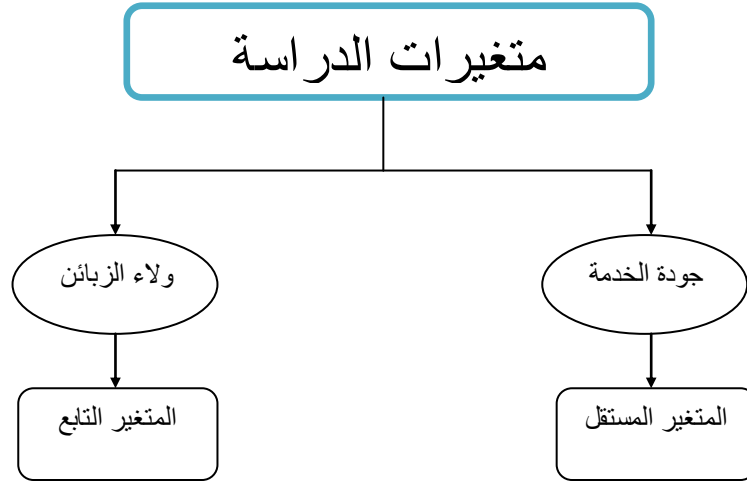 متغيرات الدراسة
جودة الخدمة
ولاء الزبائن
المتغير المستقل
المتغير التابع